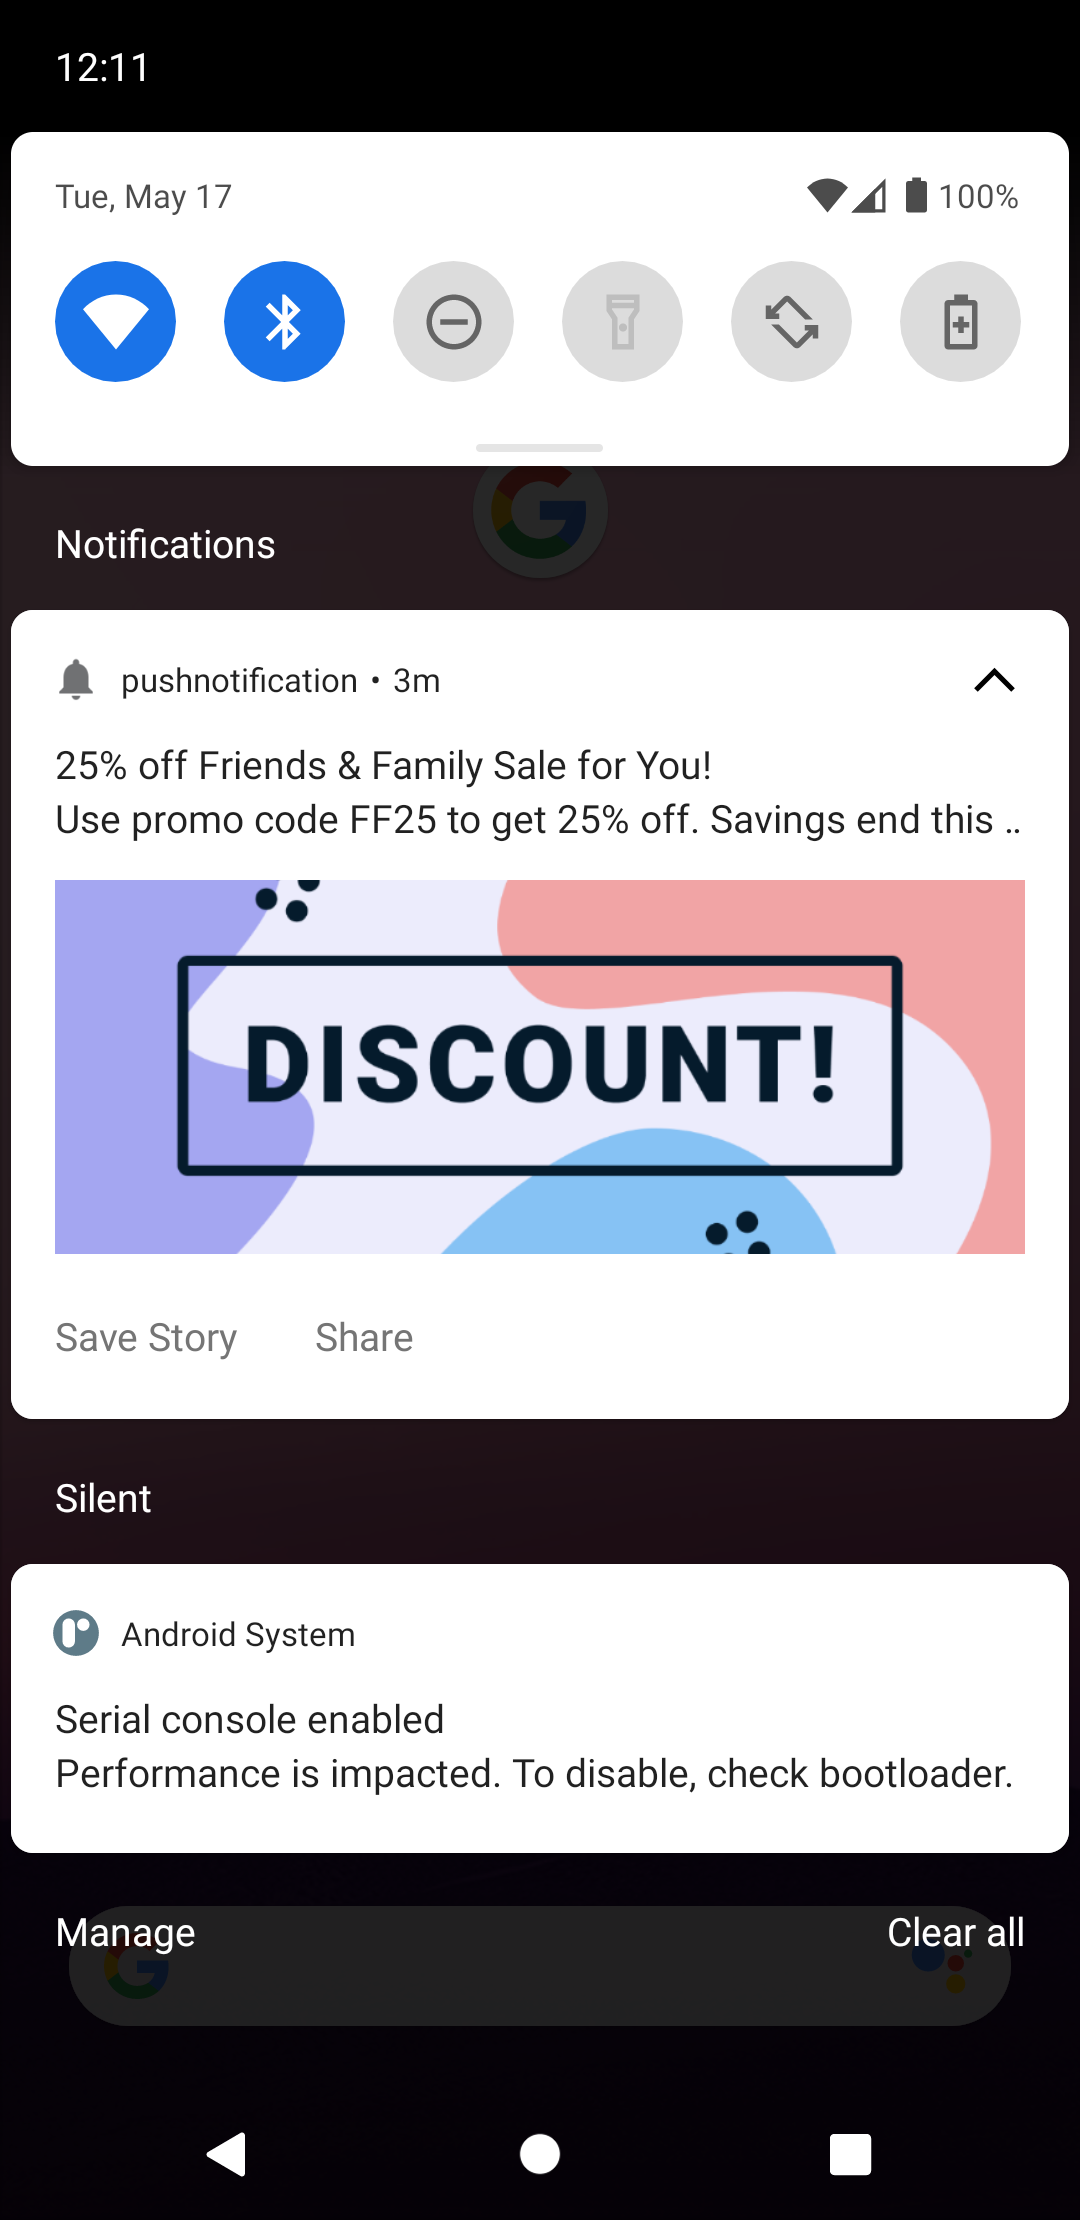 12:11
Tue, May 17
100%
Notifications
pushnotification • 3m
25% off Friends & Family Sale for You!
Use promo code FF25 to get 25% off. Savings end this ..
DISCOUNT!
Save Story Share
Silent
Android System
Serial console enabled
Performance is impacted. To disable, check bootloader.
Manage Clear all